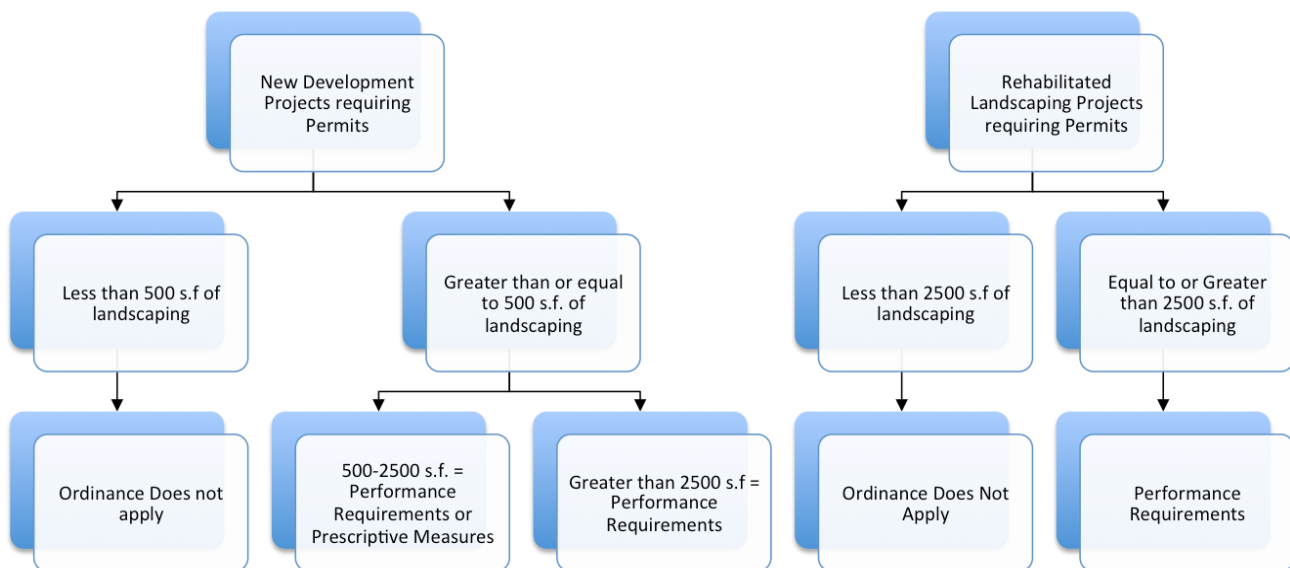 New Development
Projects requiring
Permits
Rehabilitated
Landscaping Projects
requiring Permits
Less than 500 s.f of
landscaping
Greater than or equal
to 500 s.f. of
landscaping
Less than 2500 s.f of
landscaping
Equal to or Greater
than 2500 s.f. of
landscaping
Ordinance Does not
apply
500-2500 s.f. =
Performance
Requirements or
Prescriptive Measures
Greater than 2500 s.f =
Performance
Requirements
Ordinance Does Not
Apply
Performance
Requirements